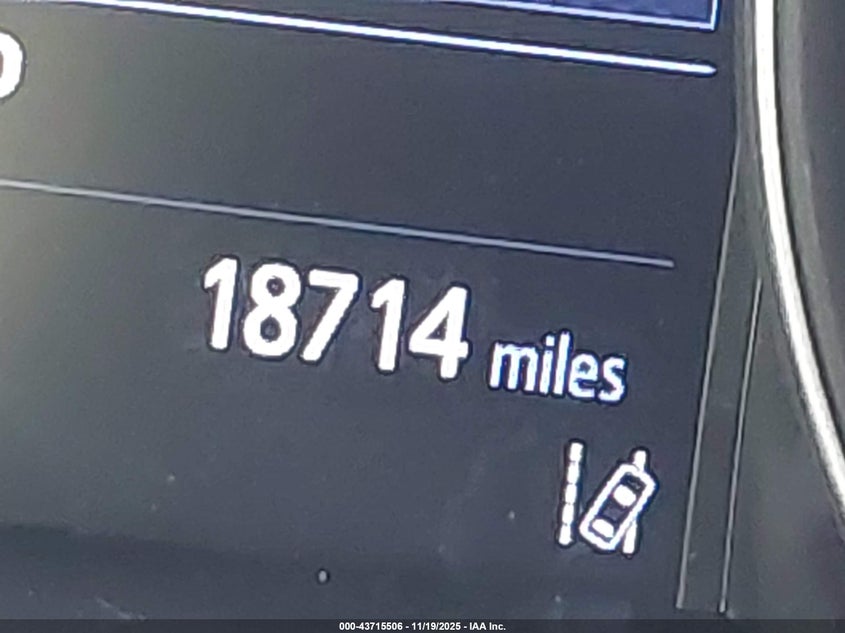 18714 miles
000-43715506 - 11/19/2025 - IAA Inc.